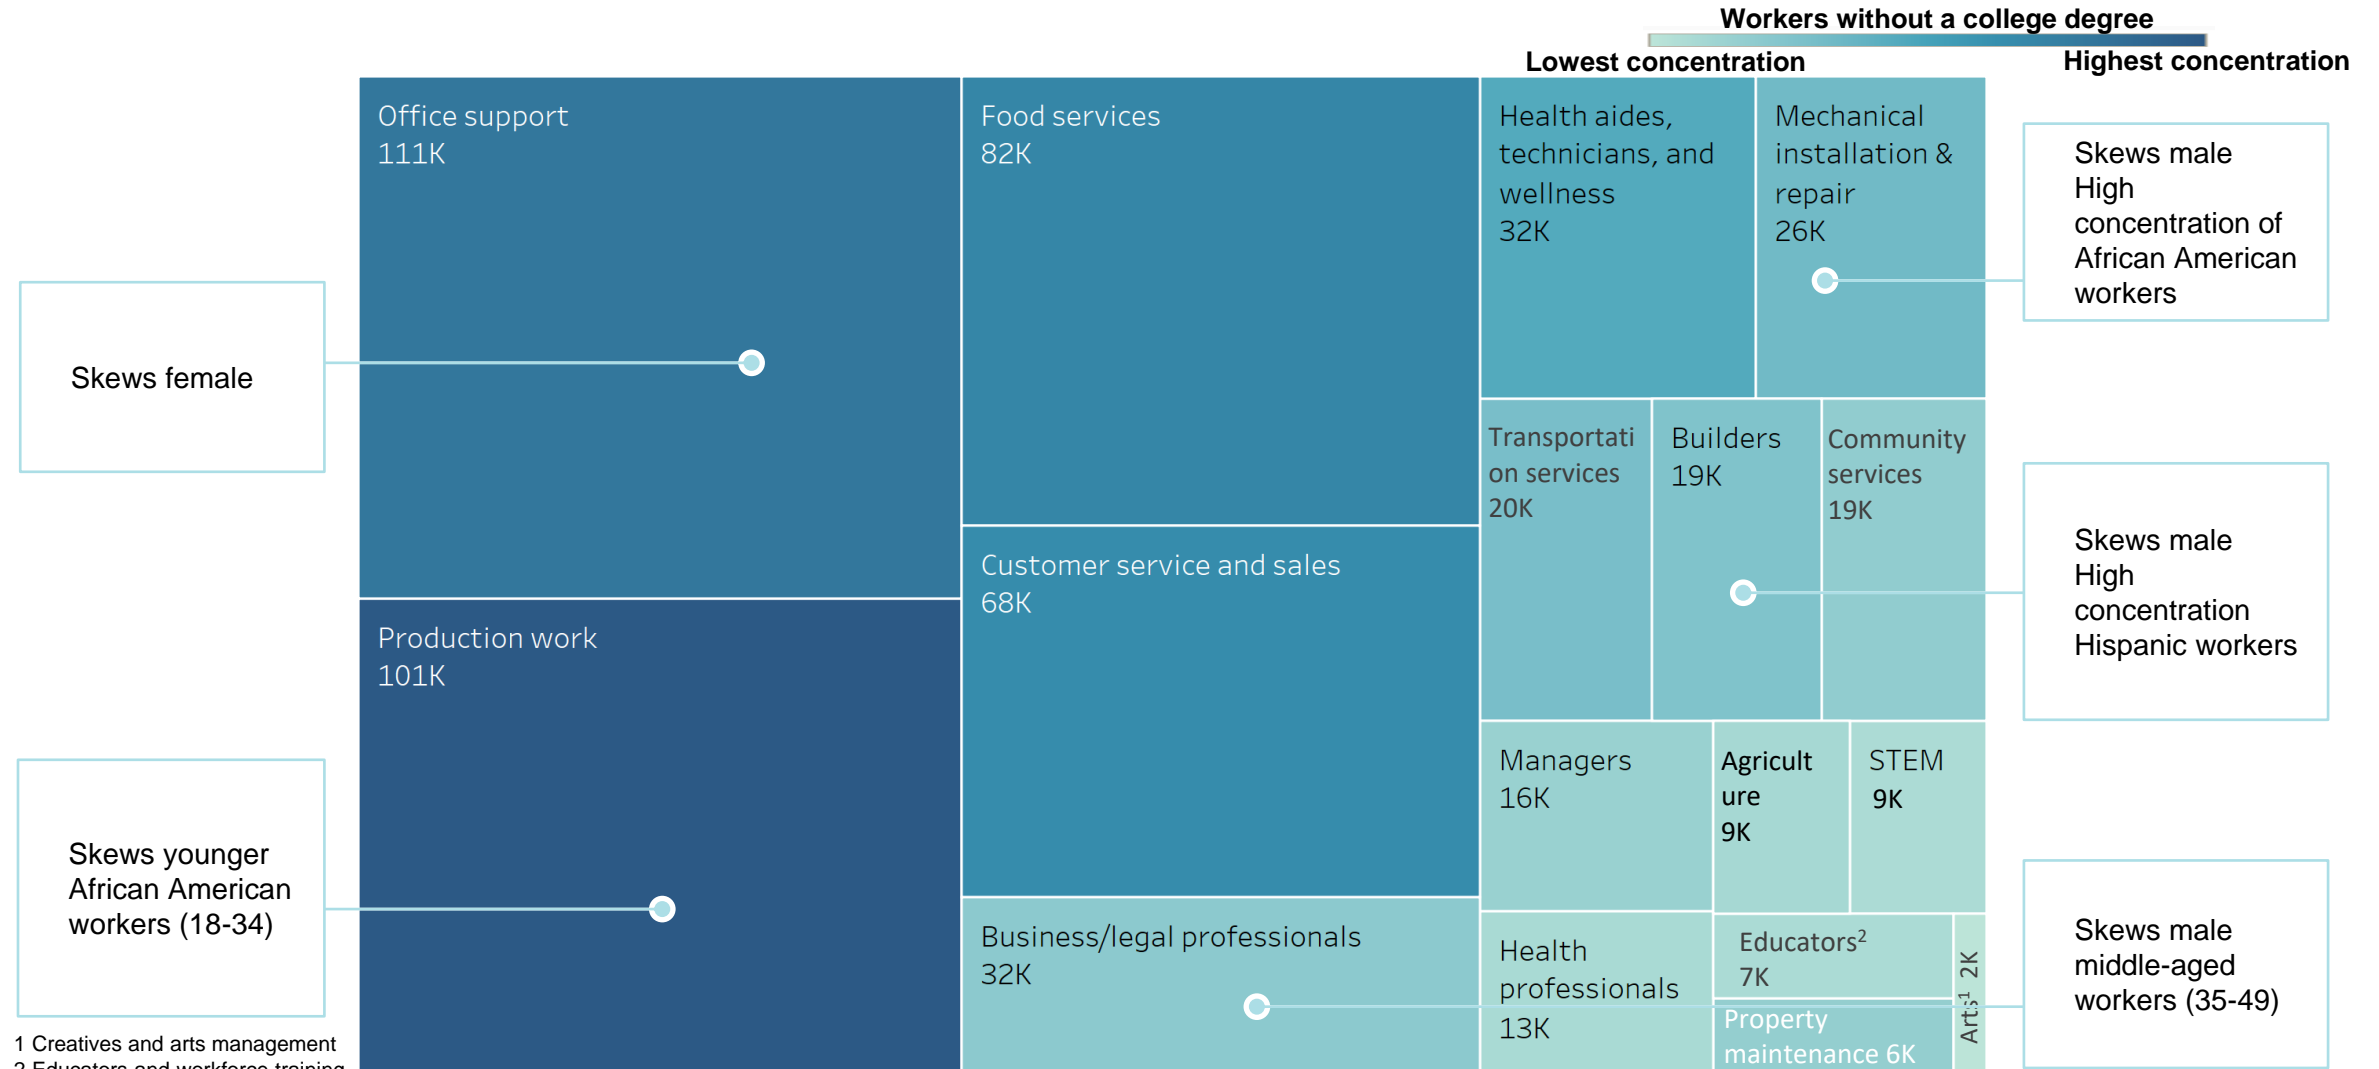 Workers without a college degree
Lowest concentration
Highest concentration
Office support
111K
Food services
82K
Health aides,
technicians, and
wellness
32K
Mechanical
installation &
repair
26K
Skews male
High
concentration of
African American
workers
Skews female
Transportati
on services
20K
Builders
19K
Community
services
19K
Skews male
High
concentration
Hispanic workers
Customer service and sales
68K
Production work
101K
Managers
16K
Agricult
ure
9K
STEM
9K
Skews younger
African American
workers (18-34)
Business/legal professionals
32K
Health
professionals
13K
Educators2
7K
Arts1 2K
Property
maintenance 6K
Skews male
middle-aged
workers (35-49)
1 Creatives and arts management
2 Educators and workforce training